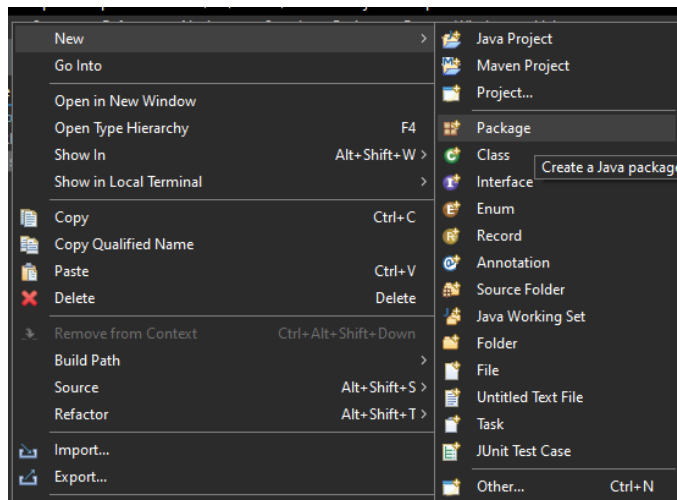 New >
Go Into
Open in New Window
Open Type Hierarchy F4
Show In Alt+Shift+W >
Show in Local Terminal >
Copy Ctrl+C
Copy Qualified Name
Paste Ctrl+V
Delete Delete
Remove from Context Ctrl+Alt+Shift+Down
Build Path >
Source Alt+Shift+S >
Refactor Alt+Shift+T >
Import...
Export...
Java Project
Maven Project
Project...
Package
Class
Create a Java package
Interface
Enum
Record
Annotation
Source Folder
Java Working Set
Folder
File
Untitled Text File
Task
JUnit Test Case
Other... Ctrl+N